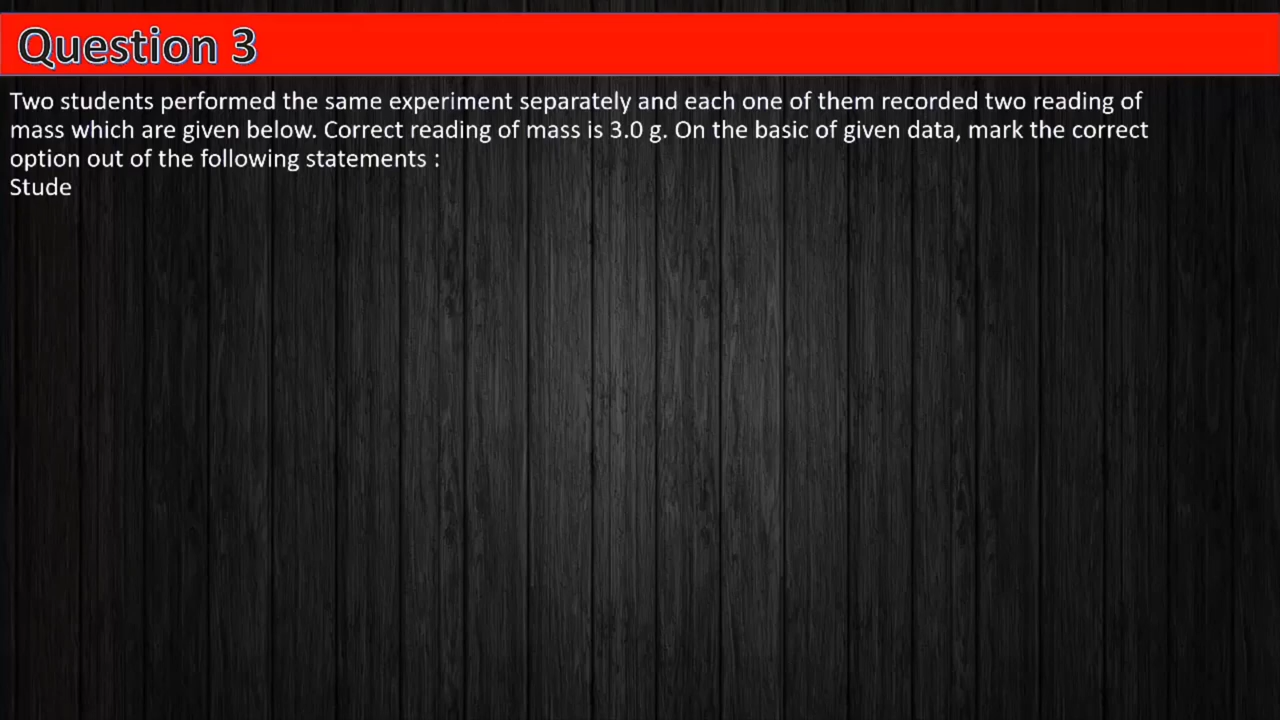 Question 3
Two students performed the same experiment separately and each one of them recorded two reading of
mass which are given below. Correct reading of mass is 3.0 g. On the basic of given data, mark the correct
option out of the following statements :
Stude